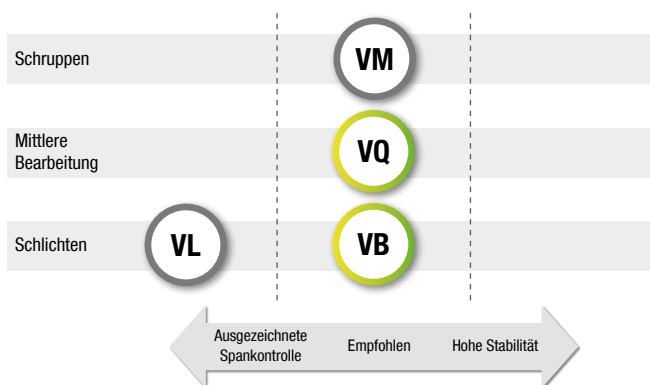 Schruppen
VM
Mittlere
Bearbeitung
VQ
Schlichten
VL
VB
Ausgezeichnete
Spankontrolle
Empfohlen
Hohe Stabilität